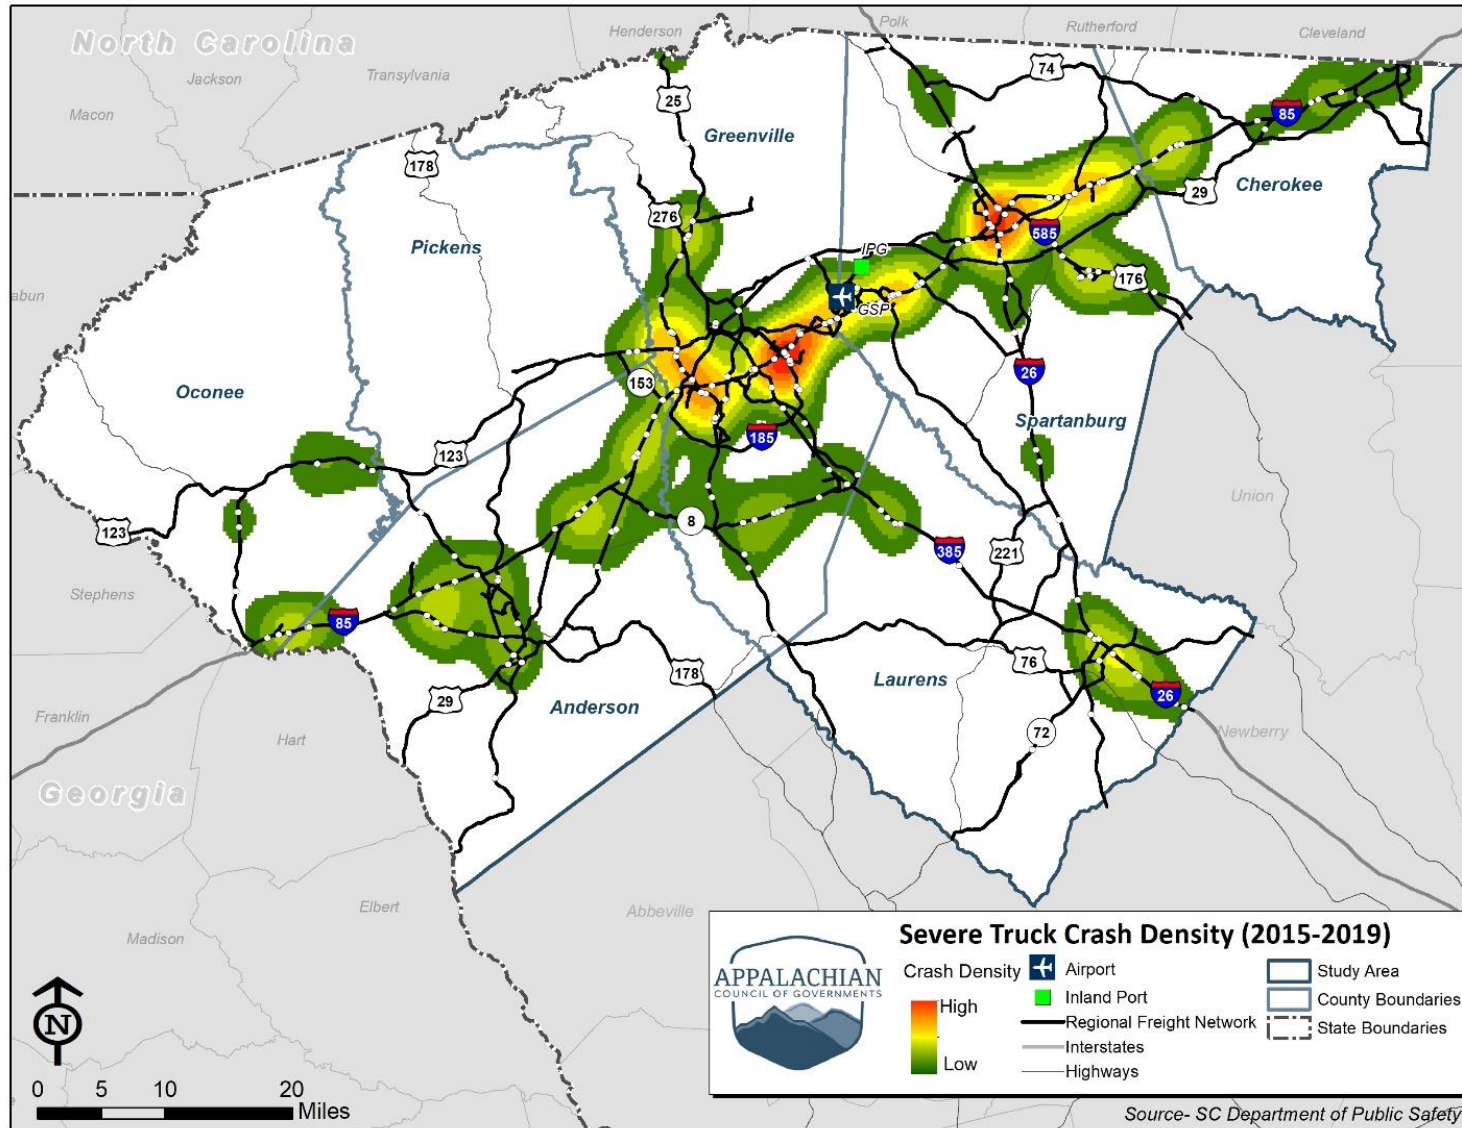 North Carolina
Henderson
Polk
Rutherford
Cleveland
Jackson
Transylvania
Macon
74
25
85
Greenville
178
29
Cherokee
276
585
Pickens
IPG
176
GSP
abun
26
153
Oconee
185
Spartanburg
123
Union
8
123
385
221
Stephens
85
76
178
Laurens
29
26
Anderson
Franklin
72
Newberry
Hart
Georgia
Elbert
Abbeville
Madison
N
0 5 10 20
Miles
APPALACHIAN
COUNCIL OF GOVERNMENTS
Severe Truck Crash Density (2015-2019)
Crash Density
High
Low
Airport
Inland Port
Regional Freight Network
Interstates
Highways
Study Area
County Boundaries
State Boundaries
Source- SC Department of Public Safety